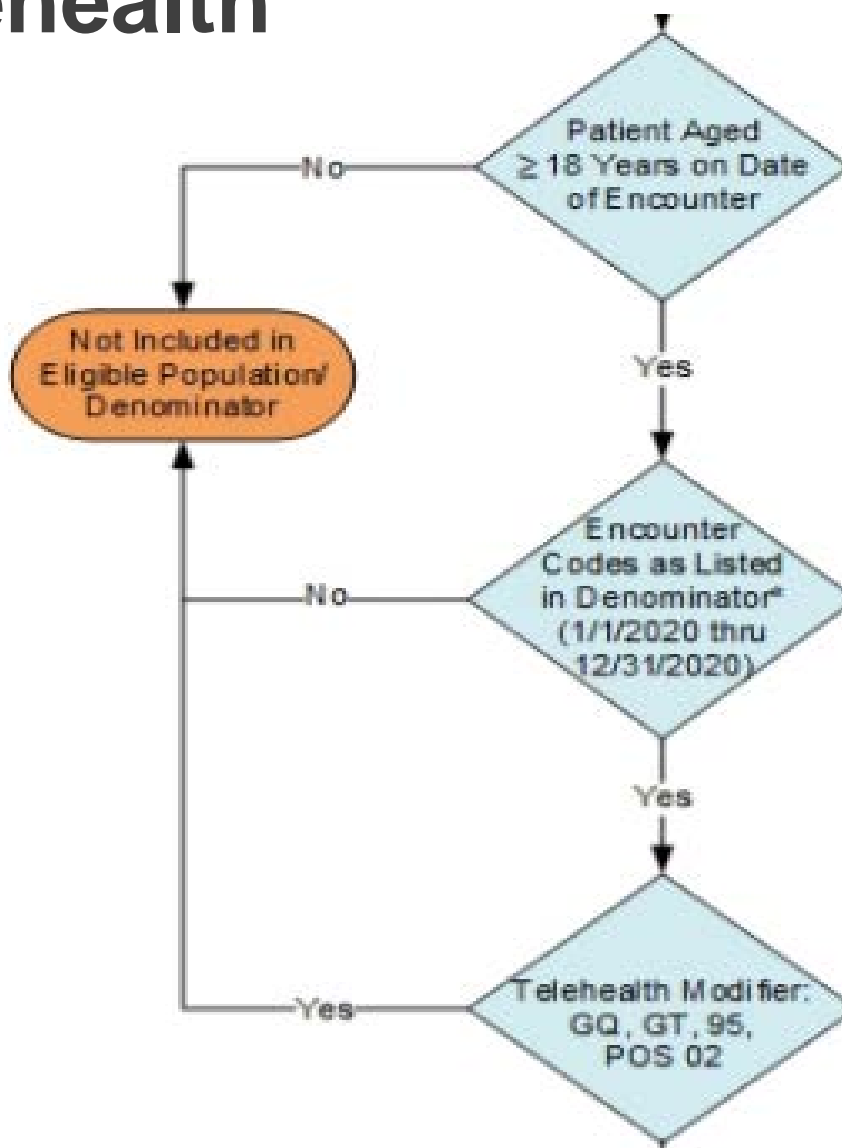 Patient Aged
≥ 18 Years on Date
of Encounter
No
Not Included in
Eligible Population/
Denominator
Yes
Encounter
Codes as Listed
in Denominator*
(1/1/2020 thru
12/31/2020)
No
Yes
Telehealth Modifier:
GQ, GT, 95,
POS 02
Yes